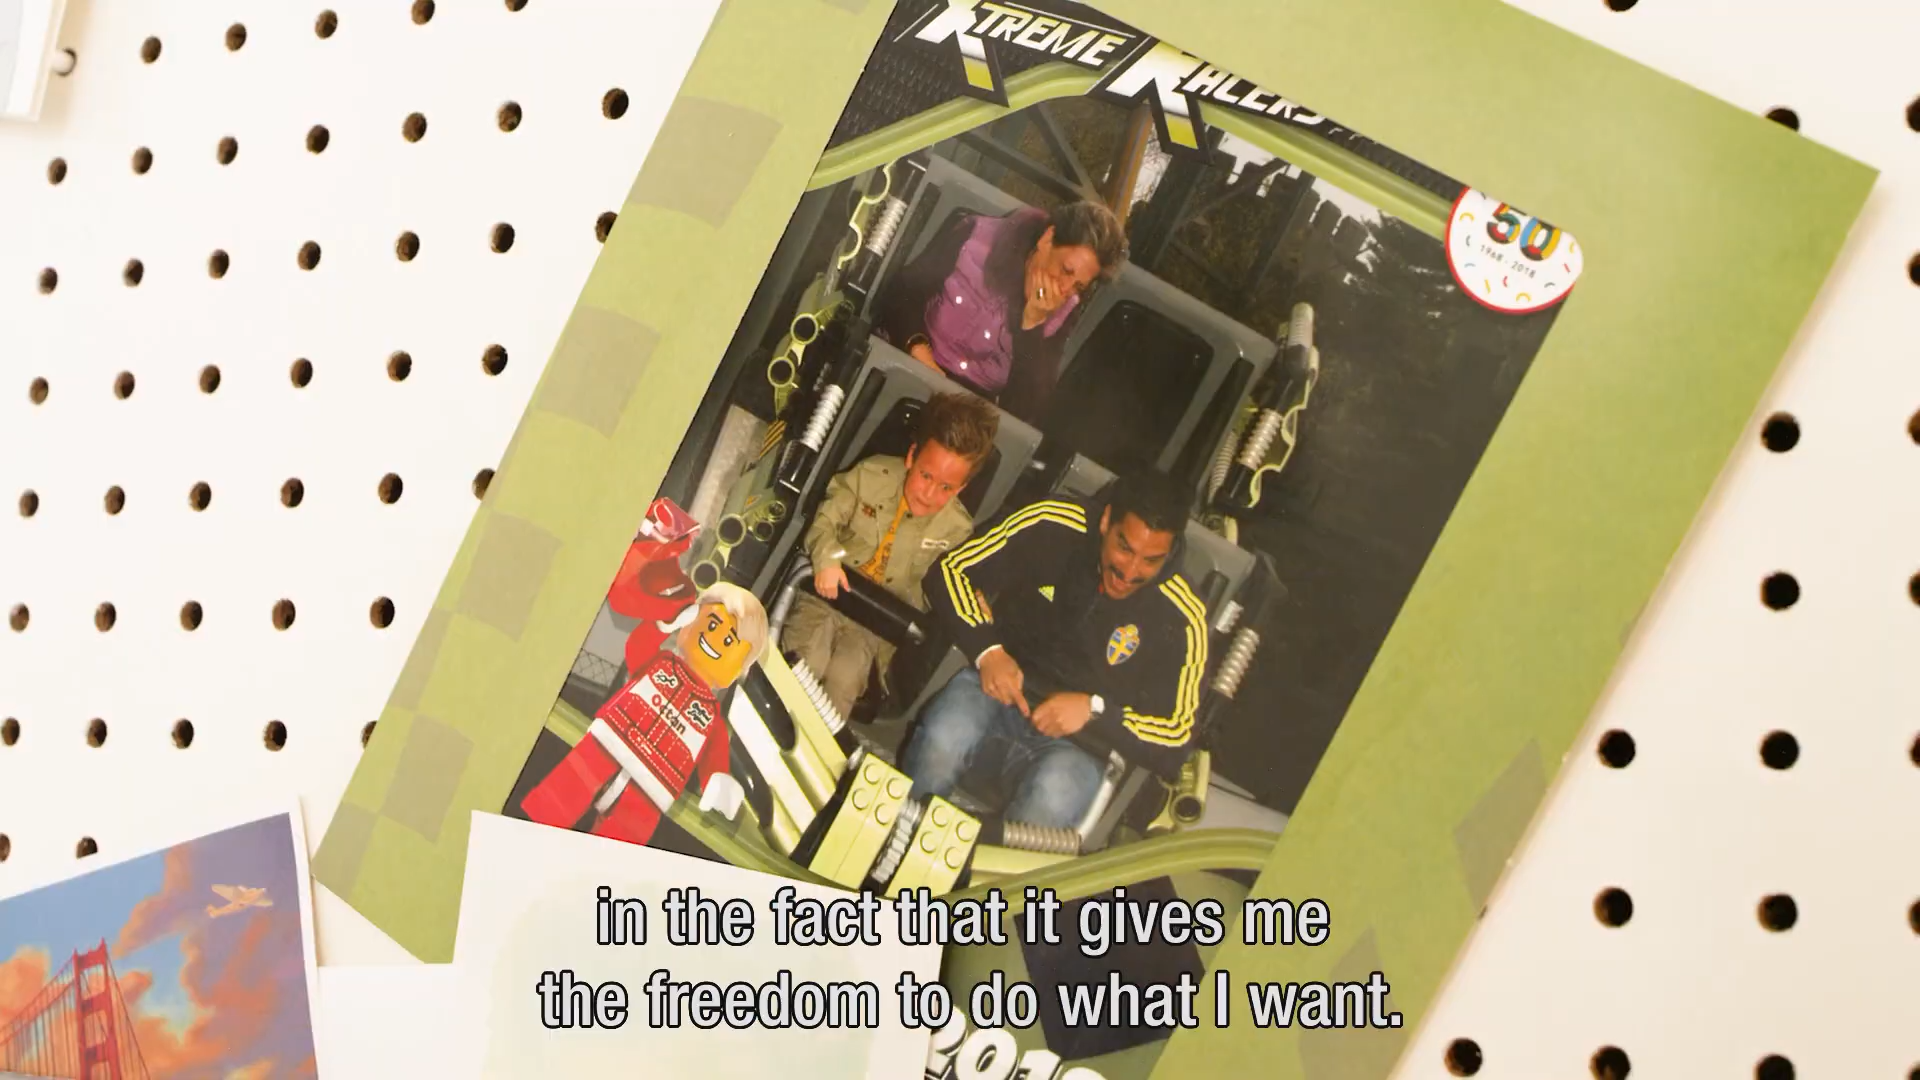 XTREME RACERS
50
1968 - 2018
Octan
in the fact that it gives me
the freedom to do what I want.